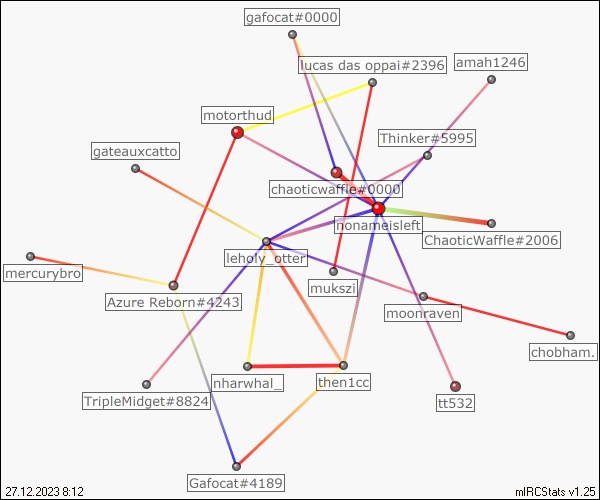 gafocat#0000
lucas das oppai#2396
amah1246
motorthud
Thinker#5995
gateauxcatto
chaoticwaffle#0000
nonameisleft
ChaoticWaffle#2006
leholy_otter
mercurybro
mukszi
Azure Reborn#4243
moonraven
chobham.
nharwhal_
then1cc
TripleMidget#8824
tt532
Gafocat#4189
27.12.2023 8:12
mIRCStats v1.25